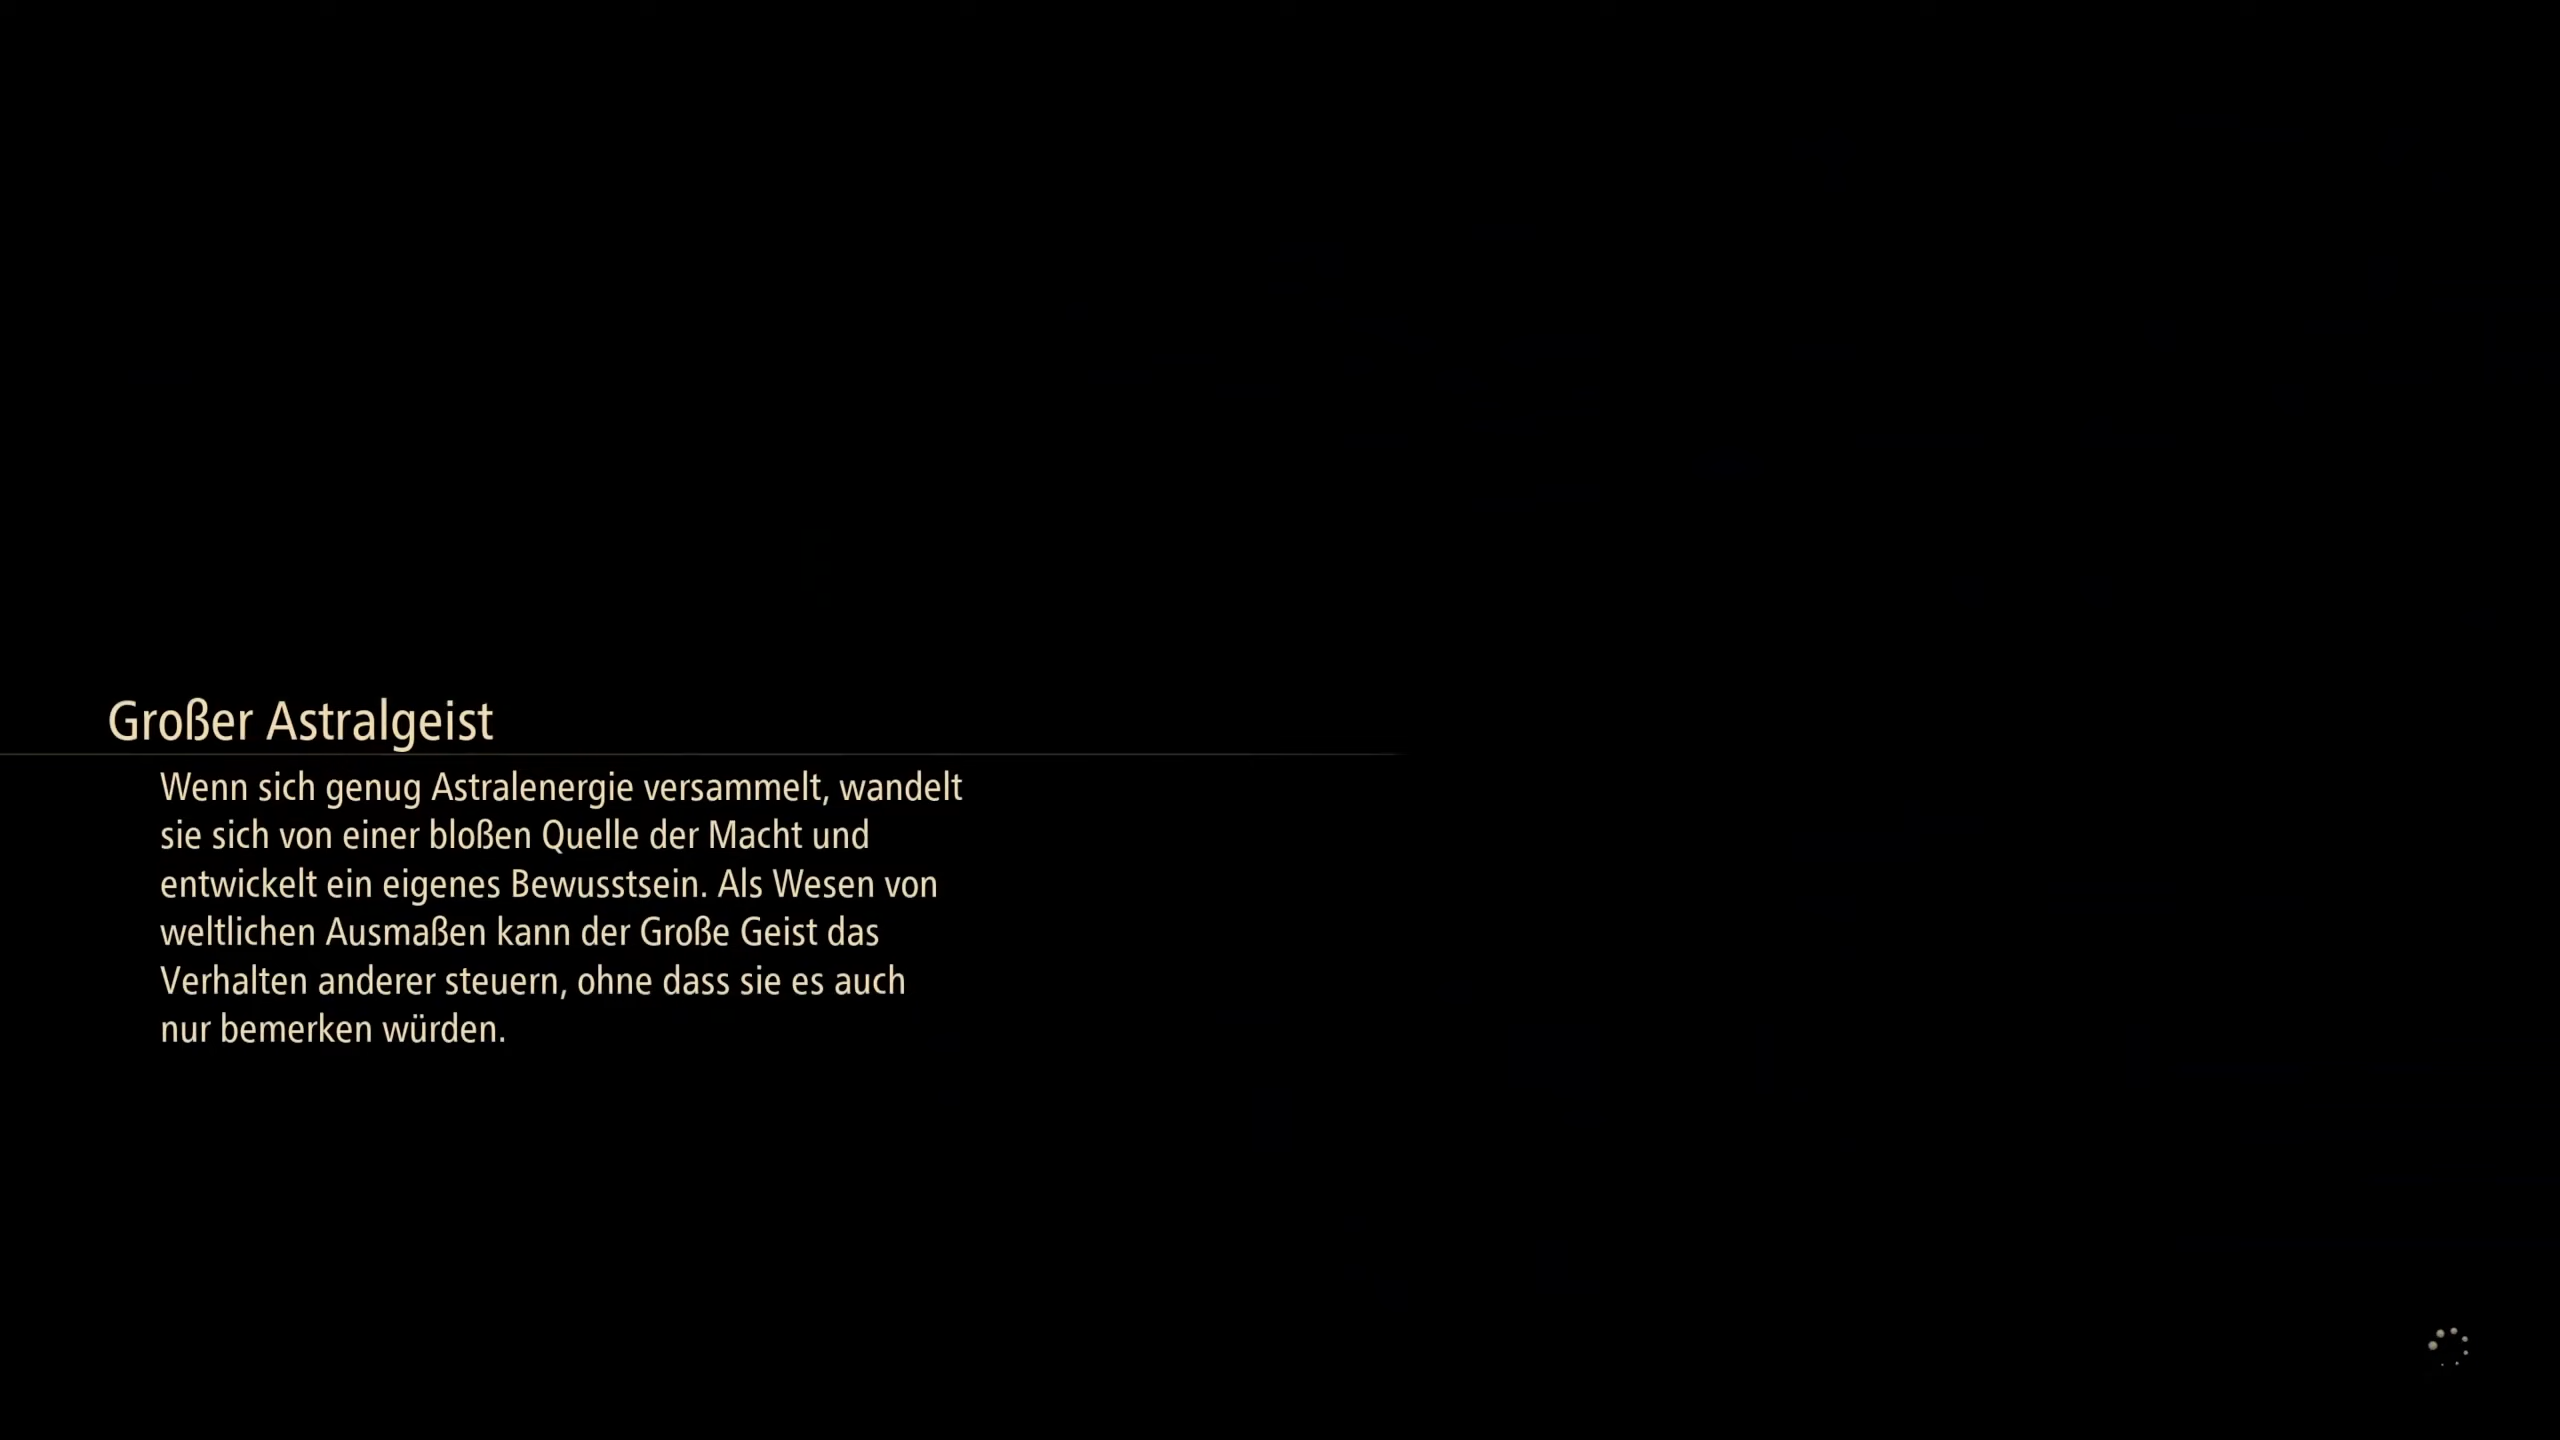 Großer Astralgeist
Wenn sich genug Astralenergie versammelt, wandelt
sie sich von einer bloßen Quelle der Macht und
entwickelt ein eigenes Bewusstsein. Als Wesen von
weltlichen Ausmaßen kann der Große Geist das
Verhalten anderer steuern, ohne dass sie es auch
nur bemerken würden.